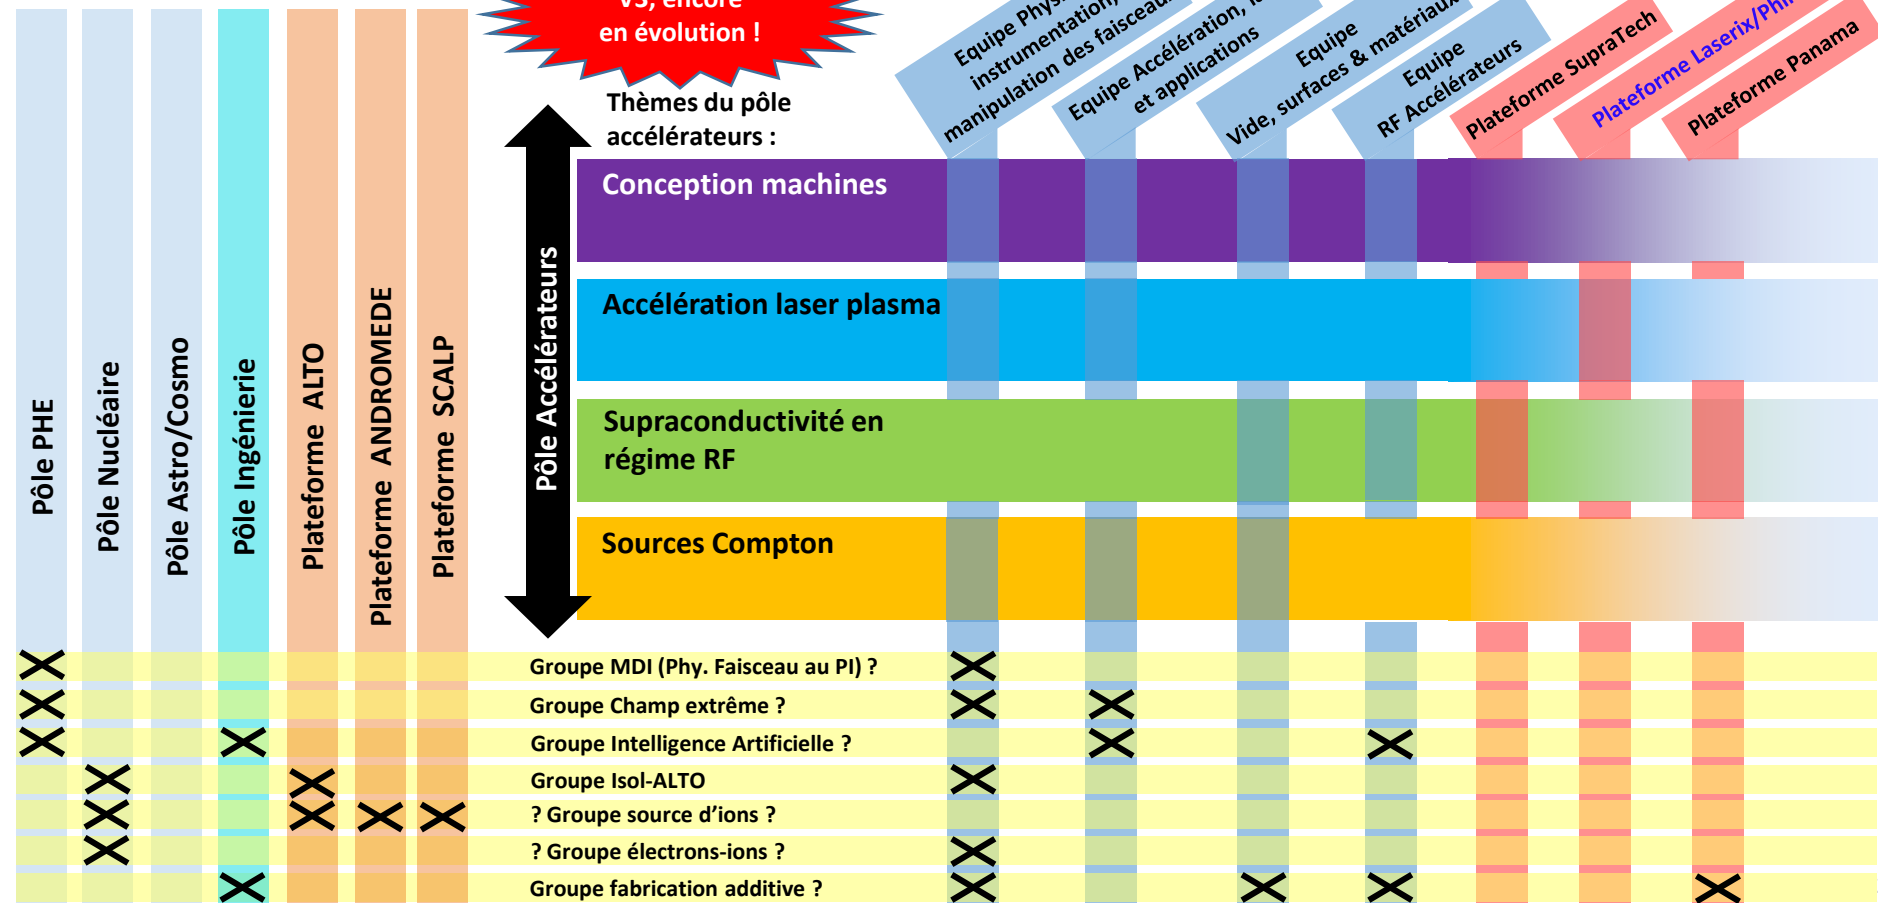 V3, encore
en évolution !
Thèmes du pôle
accélérateurs :
Equipe
instrumentation,
manipulation des faisceaux
Equipe Accélération,
et applications
Equipe
Vide, surfaces & matériaux
Equipe
RF Accélérateurs
Plateforme SupraTech
Plateforme Laserix/Phil
Plateforme Panama
Pôle PHE
Pôle Nucléaire
Pôle Astro/Cosmo
Pôle Ingénierie
Plateforme ALTO
Plateforme ANDROMEDE
Plateforme SCALP
Pôle Accélérateurs
Conception machines
Accélération laser plasma
Supraconductivité en
régime RF
Sources Compton
Groupe MDI (Phy. Faisceau au PI) ?
Groupe Champ extrême ?
Groupe Intelligence Artificielle ?
Groupe Isol-ALTO
? Groupe source d'ions ?
? Groupe électrons-ions ?
Groupe fabrication additive ?